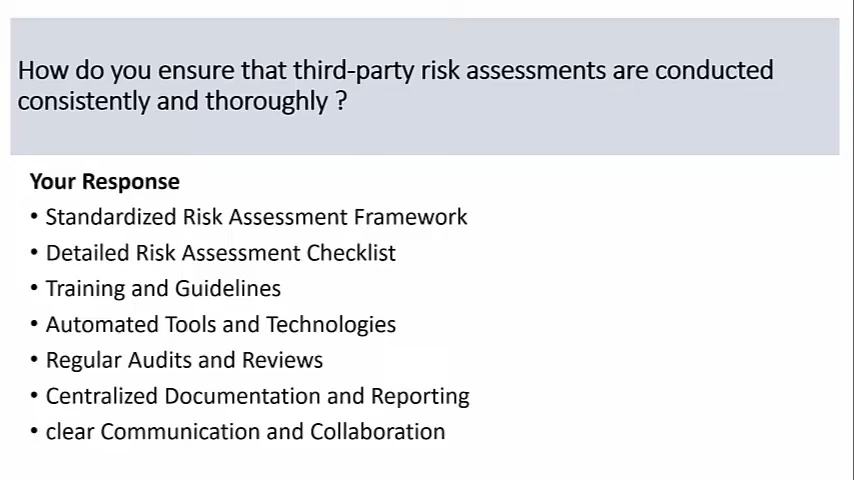 How do you ensure that third-party risk assessments are conducted
consistently and thoroughly ?
Your Response
• Standardized Risk Assessment Framework
• Detailed Risk Assessment Checklist
• Training and Guidelines
• Automated Tools and Technologies
• Regular Audits and Reviews
• Centralized Documentation and Reporting
• clear Communication and Collaboration